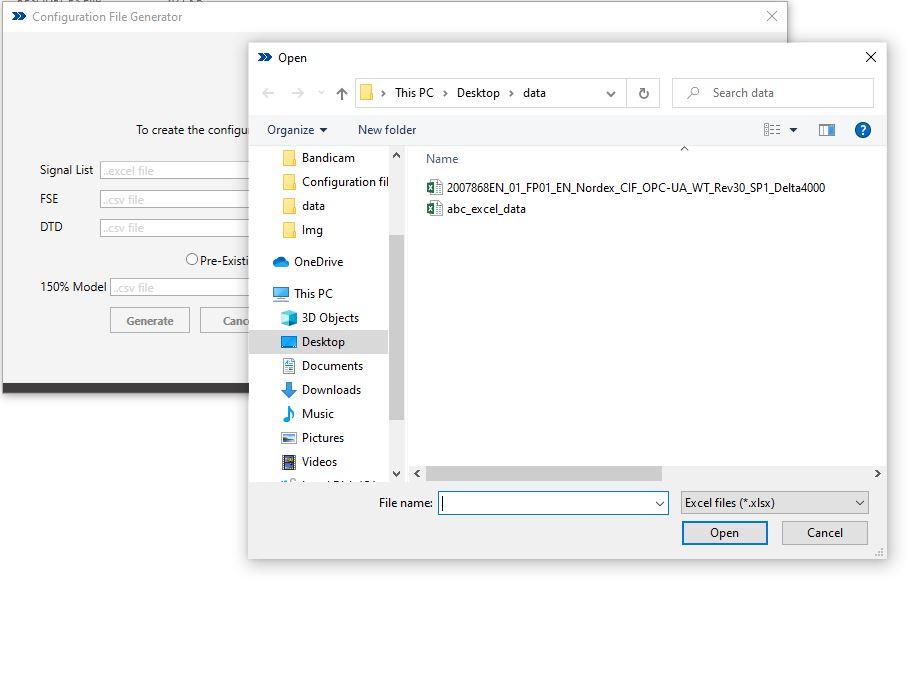 Configuration File Generator
To create the configu
Signal List ..excel file
FSE ..csv file
DTD ..csv file
Pre-Existi
150% Model ..csv file
Generate Canc
Open
This PC Desktop data
Search data
Organize New folder
Name
Bandicam
Configuration fil
data
Img
OneDrive
This PC
3D Objects
Desktop
Documents
Downloads
Music
Pictures
Videos
2007868EN_01_FP01_EN_Nordex_CIF_OPC-UA_WT_Rev30_SP1_Delta4000
abc_excel_data
File name:
Excel files (*.xlsx)
Open Cancel